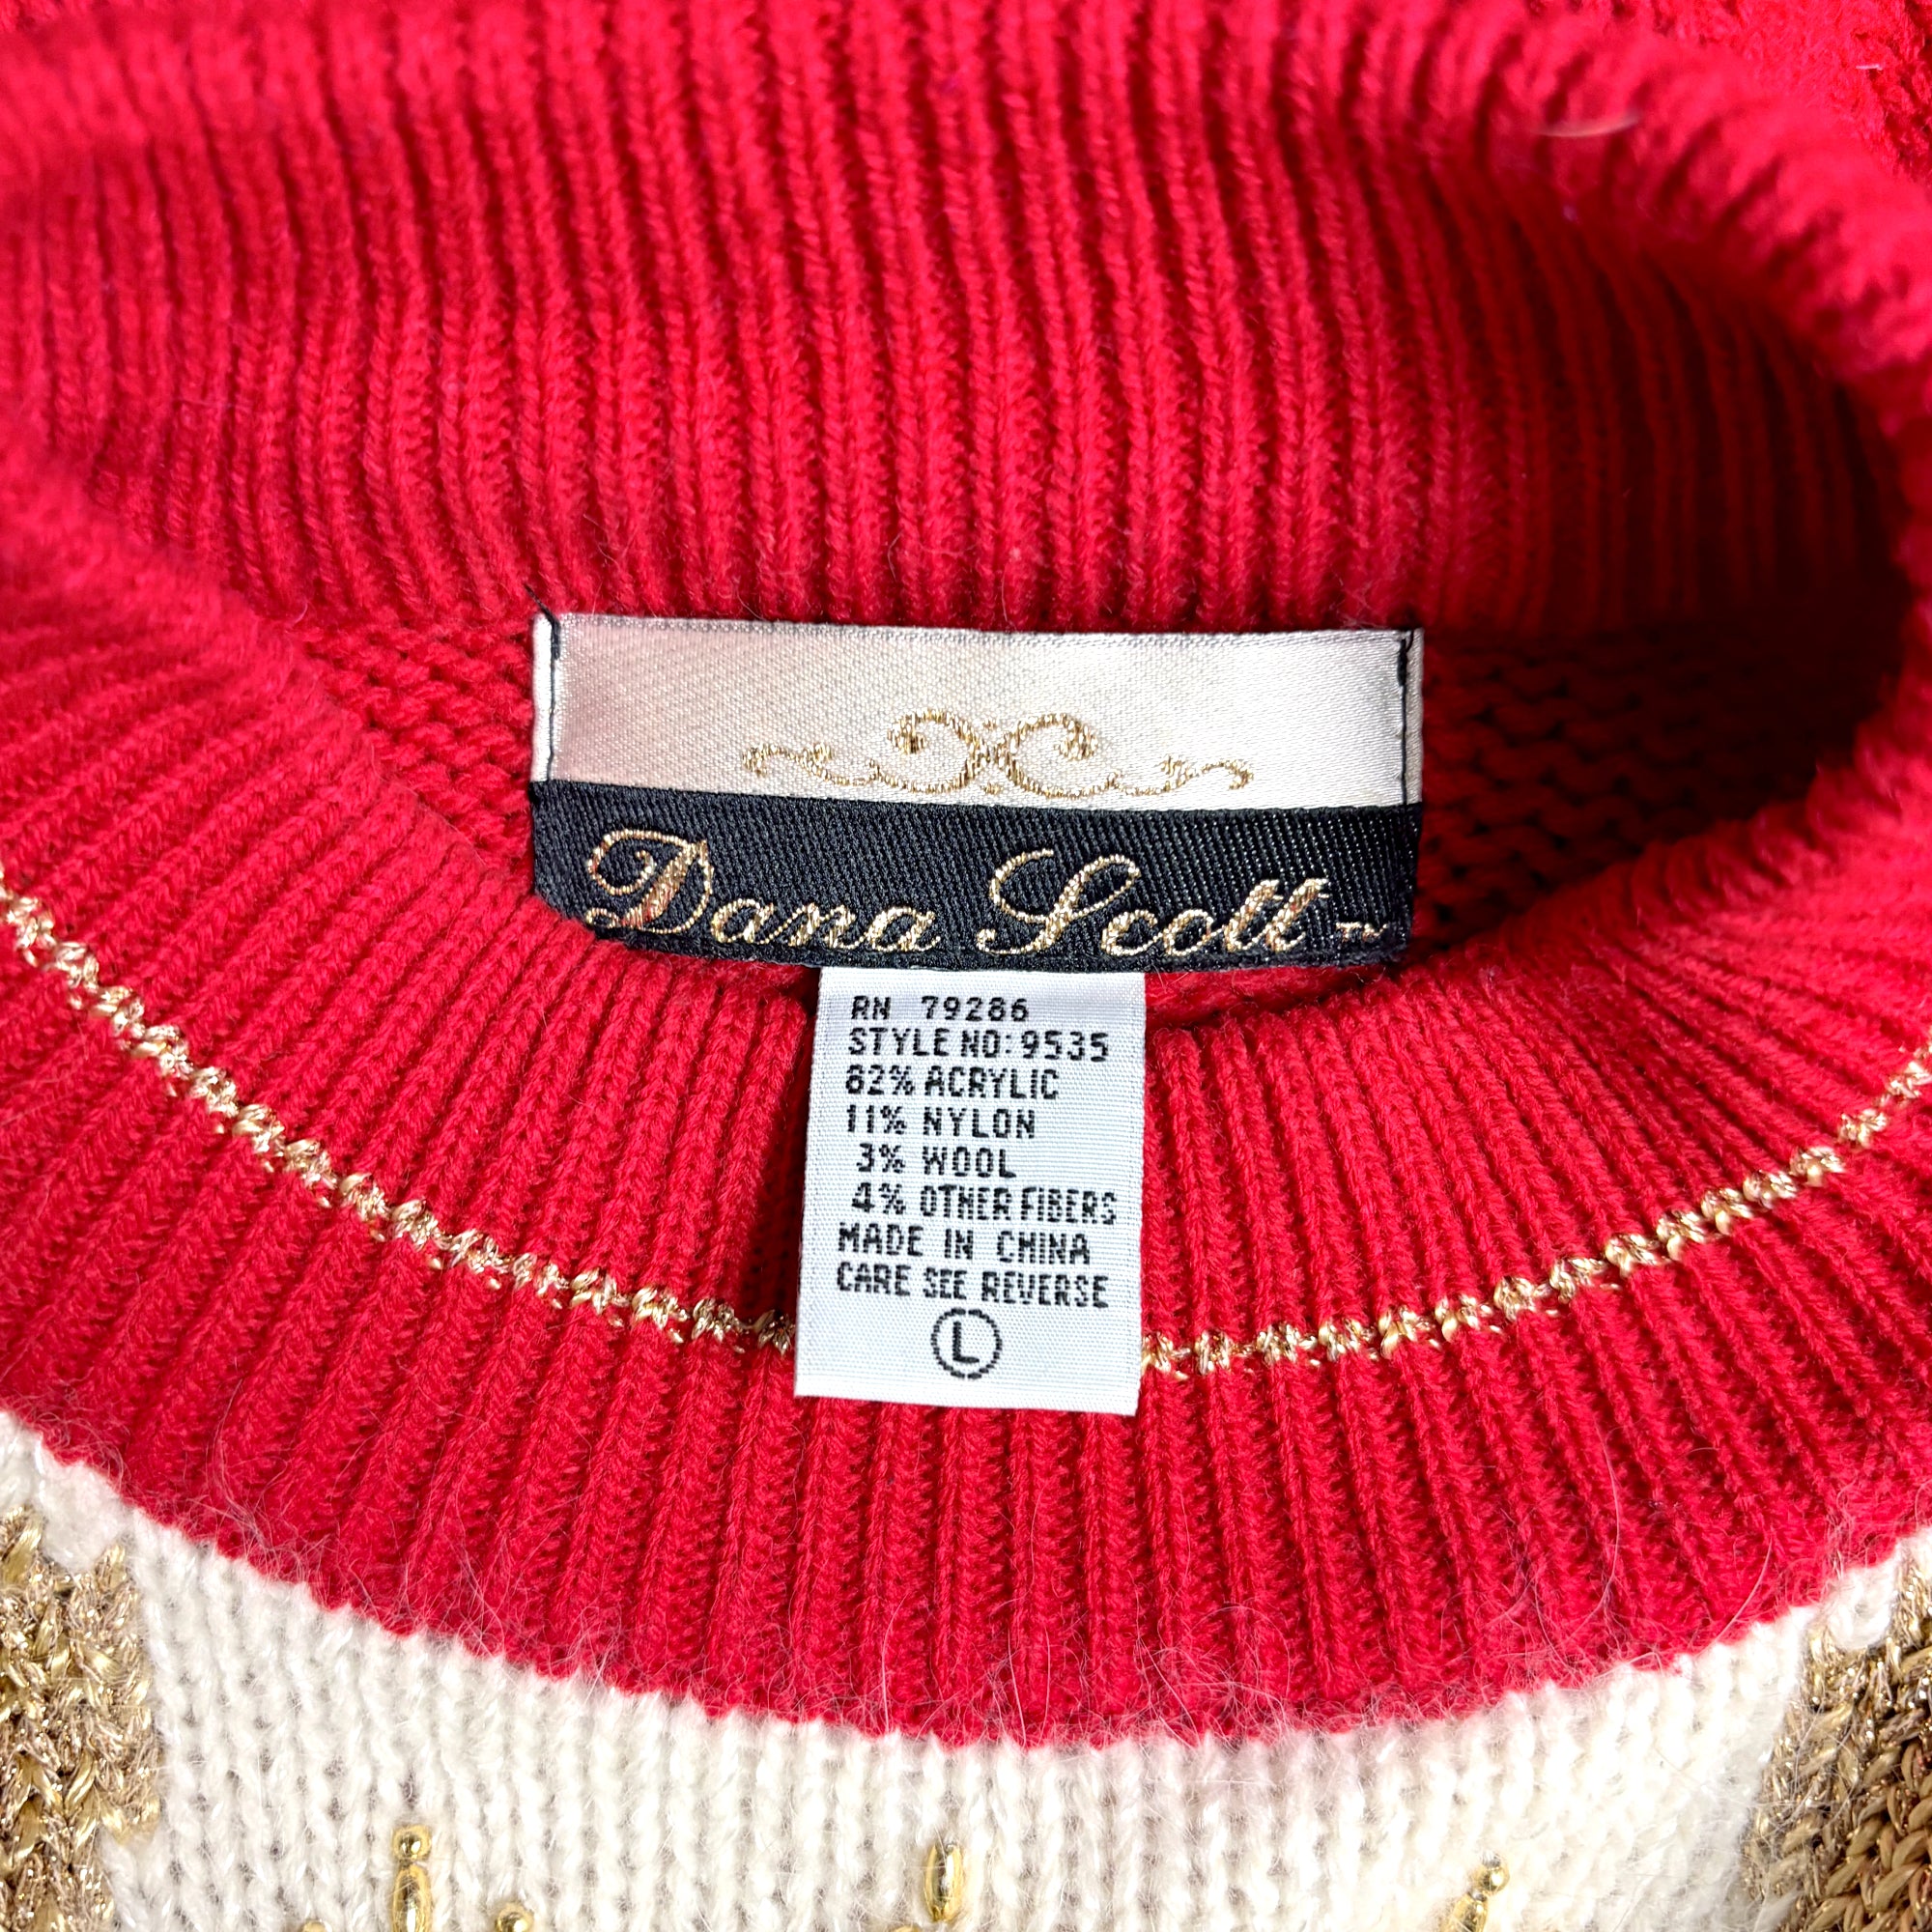 Dana Scott™
RN 79286
STYLE NO: 9535
82% ACRYLIC
11% NYLON
3% WOOL
4% OTHER FIBERS
MADE IN CHINA
CARE SEE REVERSE
L